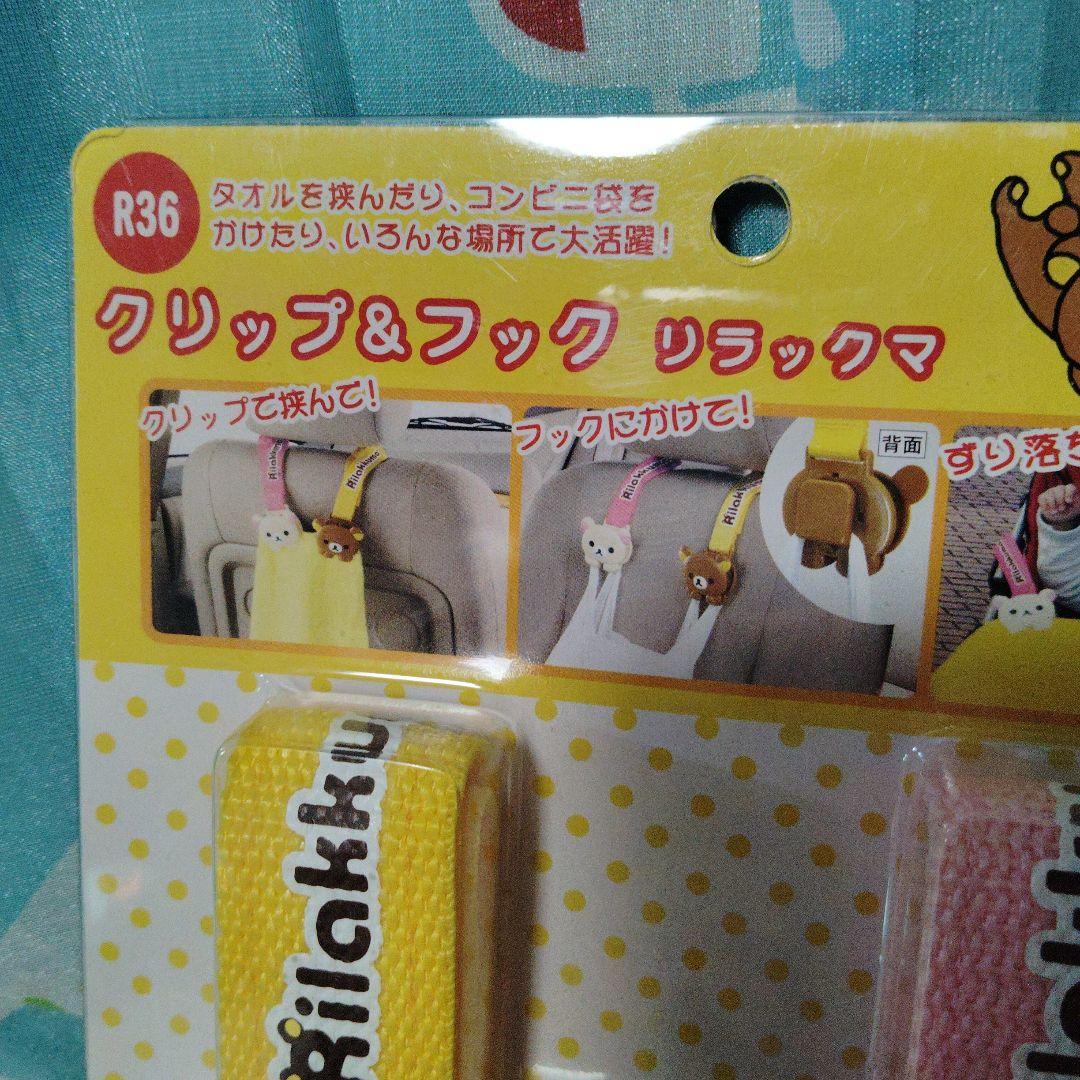 R36
タオルを挟んだり、コンビニ袋を
かけたり、いろんな場所で大活躍!
クリップ&フック リラックマ
クリップで挟んで!
フックにかけて!
背面
ずり落ち
Rilakkuma
Rilakku
Rilakku
Rilakku